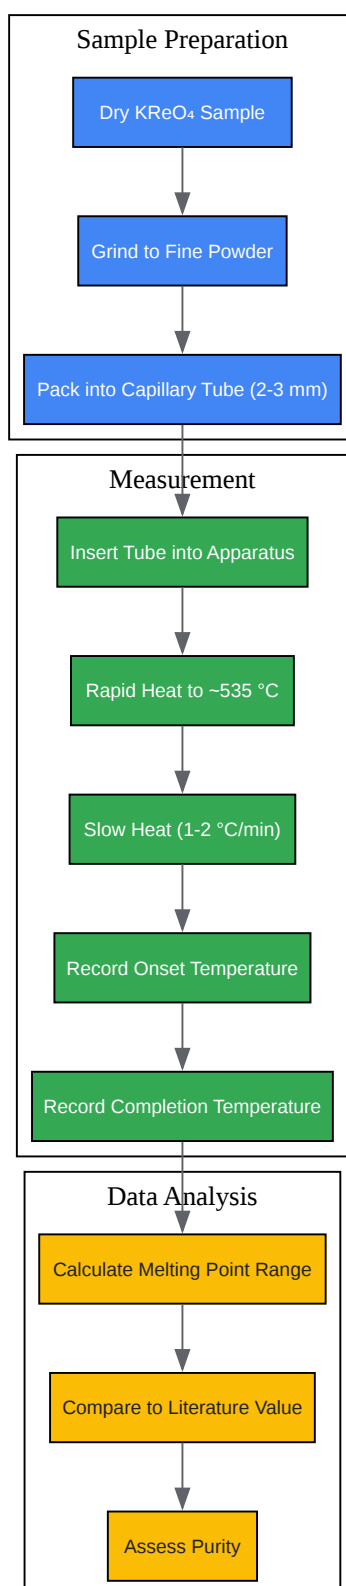 Sample Preparation
Dry KReO₄ Sample
Grind to Fine Powder
Pack into Capillary Tube (2-3 mm)
Measurement
Insert Tube into Apparatus
Rapid Heat to ~535 °C
Slow Heat (1-2 °C/min)
Record Onset Temperature
Record Completion Temperature
Data Analysis
Calculate Melting Point Range
Compare to Literature Value
Assess Purity